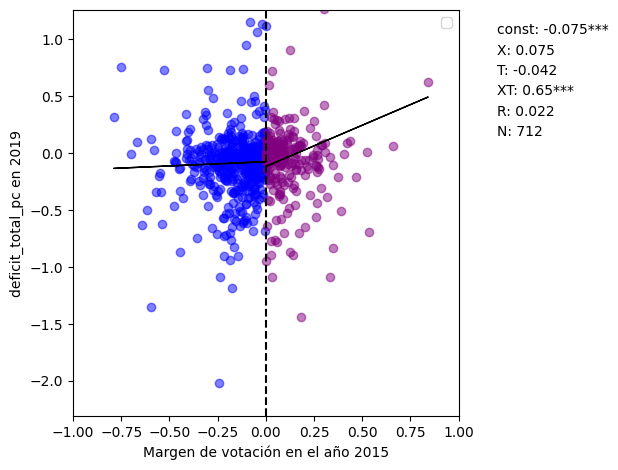 const: -0.075***
X: 0.075
T: -0.042
XT: 0.65***
R: 0.022
N: 712
deficit_total_pc en 2019
1.0
0.5
0.0
−0.5
−1.0
−1.5
−2.0
−1.00 −0.75 −0.50 −0.25 0.00 0.25 0.50 0.75 1.00
Margen de votación en el año 2015